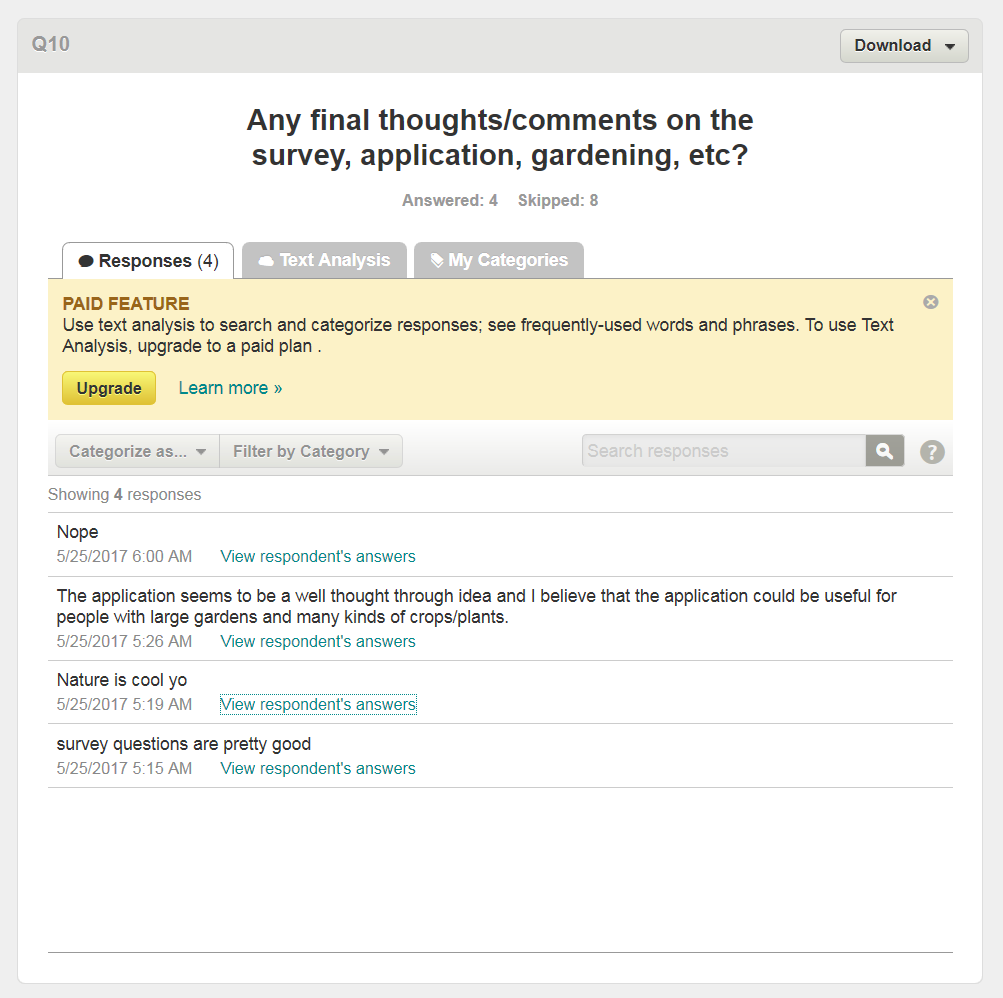 Q10
Download
Any final thoughts/comments on the
survey, application, gardening, etc?
Answered: 4 Skipped: 8
Responses (4) Text Analysis My Categories
PAID FEATURE
Use text analysis to search and categorize responses; see frequently-used words and phrases. To use Text
Analysis, upgrade to a paid plan .
Upgrade Learn more »
Categorize as... Filter by Category Search responses ?
Showing 4 responses
Nope
5/25/2017 6:00 AM View respondent's answers
The application seems to be a well thought through idea and I believe that the application could be useful for
people with large gardens and many kinds of crops/plants.
5/25/2017 5:26 AM View respondent's answers
Nature is cool yo
5/25/2017 5:19 AM View respondent's answers
survey questions are pretty good
5/25/2017 5:15 AM View respondent's answers